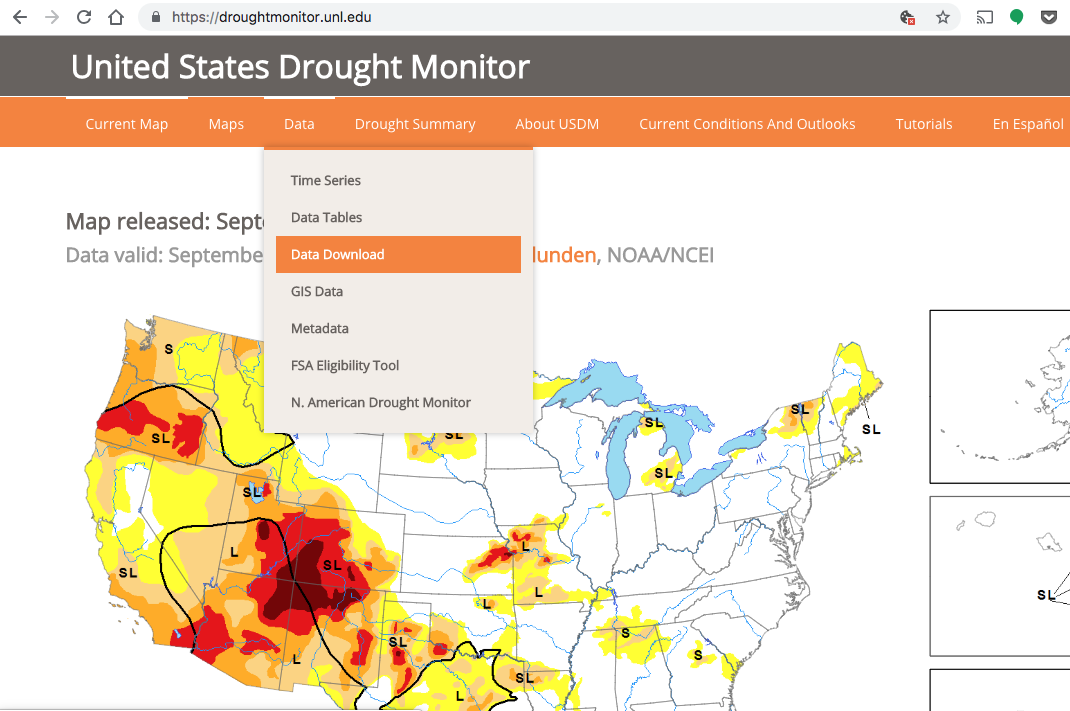 https://droughtmonitor.unl.edu
United States Drought Monitor
Current Map Maps Data Drought Summary About USDM Current Conditions And Outlooks Tutorials En Español
Time Series
Map released: Sept
Data Tables
Data valid: Septembe
Data Download
lunden, NOAA/NCEI
GIS Data
Metadata
FSA Eligibility Tool
N. American Drought Monitor
S
SL
SL
SL
SL
SL
SL
SL
L
SL
L
SL
L
L
SL
S
SL
L
S
SL
L
SL